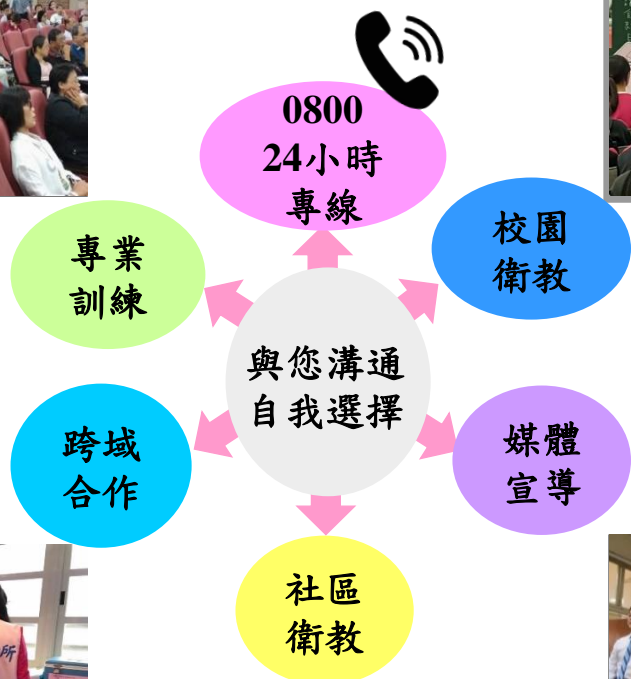 0800
24小時
專線
專業
訓練
校園
衛教
與您溝通
自我選擇
跨域
合作
媒體
宣導
社區
衛教
所